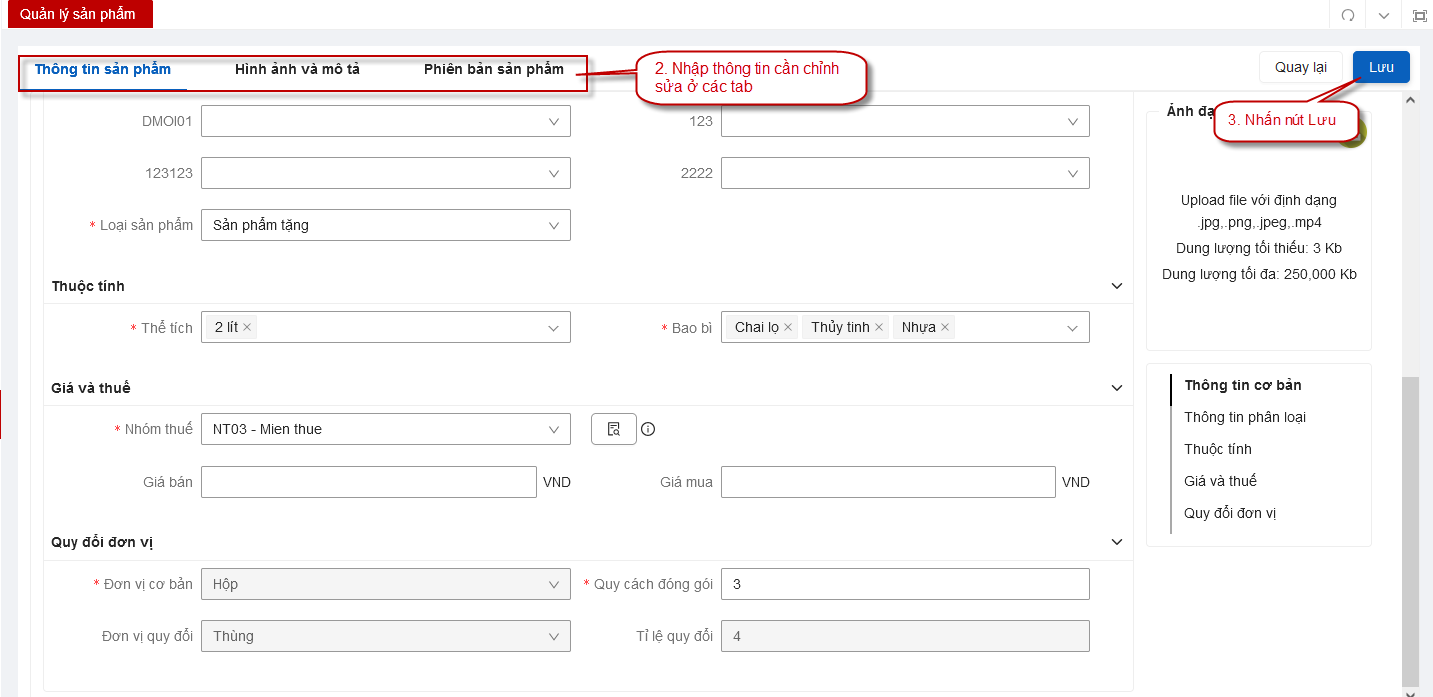 Quản lý sản phẩm
Thông tin sản phẩm Hình ảnh và mô tả Phiên bản sản phẩm
2. Nhập thông tin cần chỉnh
sửa ở các tab
Quay lại Lưu
3. Nhấn nút Lưu
DMOI01 123
123123 2222
* Loại sản phẩm Sản phẩm tặng
Thuộc tính
* Thể tích 2 lít × * Bao bì Chai lọ × Thủy tinh × Nhựa ×
Giá và thuế
* Nhóm thuế NT03 - Mien thue
Giá bán VND Giá mua VND
Quy đổi đơn vị
* Đơn vị cơ bản Hộp * Quy cách đóng gói 3
Đơn vị quy đổi Thùng Tỉ lệ quy đổi 4
Ảnh đạ
Upload file với định dạng
.jpg,.png,.jpeg,.mp4
Dung lượng tối thiếu: 3 Kb
Dung lượng tối đa: 250,000 Kb
Thông tin cơ bản
Thông tin phân loại
Thuộc tính
Giá và thuế
Quy đổi đơn vị